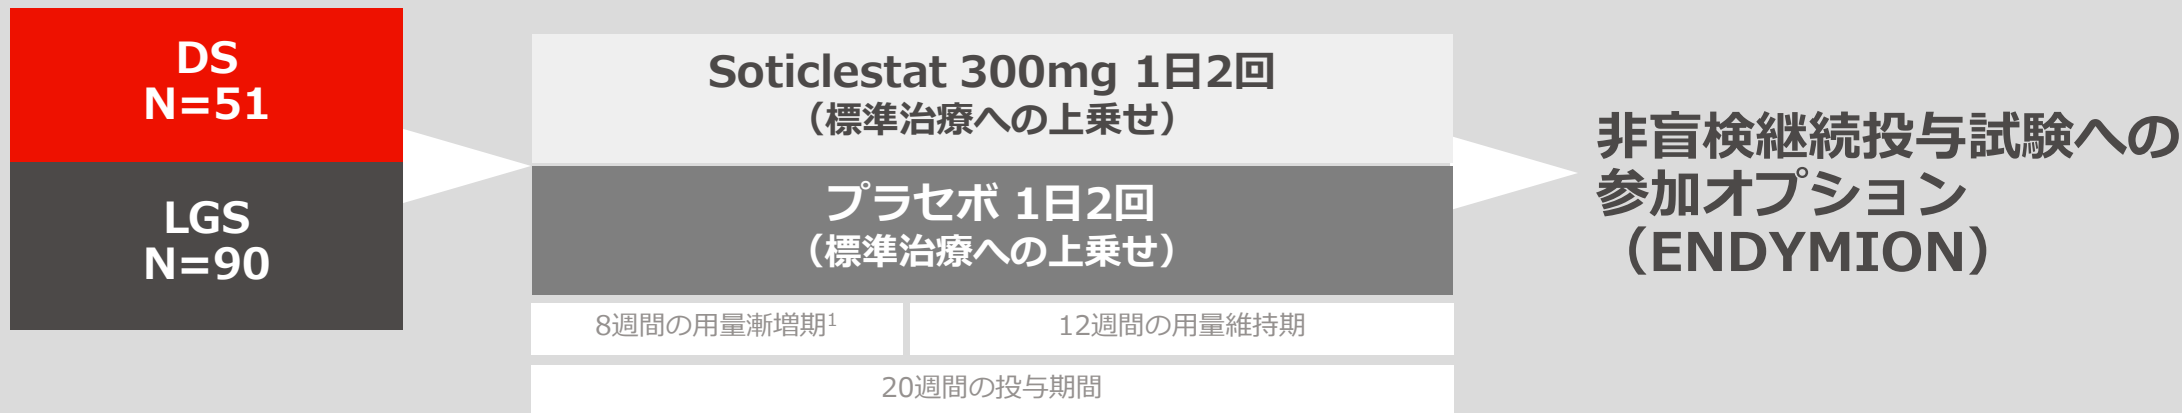 DS
N=51
LGS
N=90
Soticlestat 300mg 1日2回
（標準治療への上乗せ）
プラセボ 1日2回
（標準治療への上乗せ）
8週間の用量漸増期¹
12週間の用量維持期
20週間の投与期間
非盲検継続投与試験への
参加オプション
（ENDYMION）